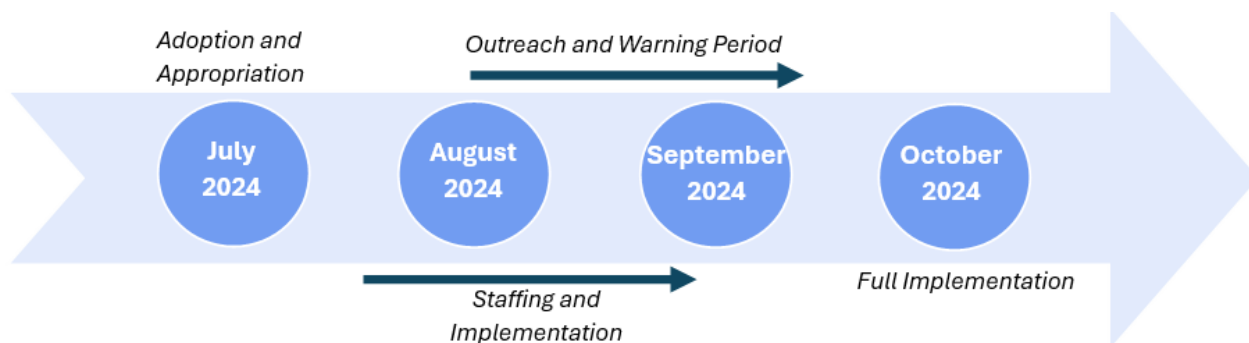 Adoption and
Appropriation
Outreach and Warning Period
July
2024
August
2024
September
2024
October
2024
Staffing and
Implementation
Full Implementation